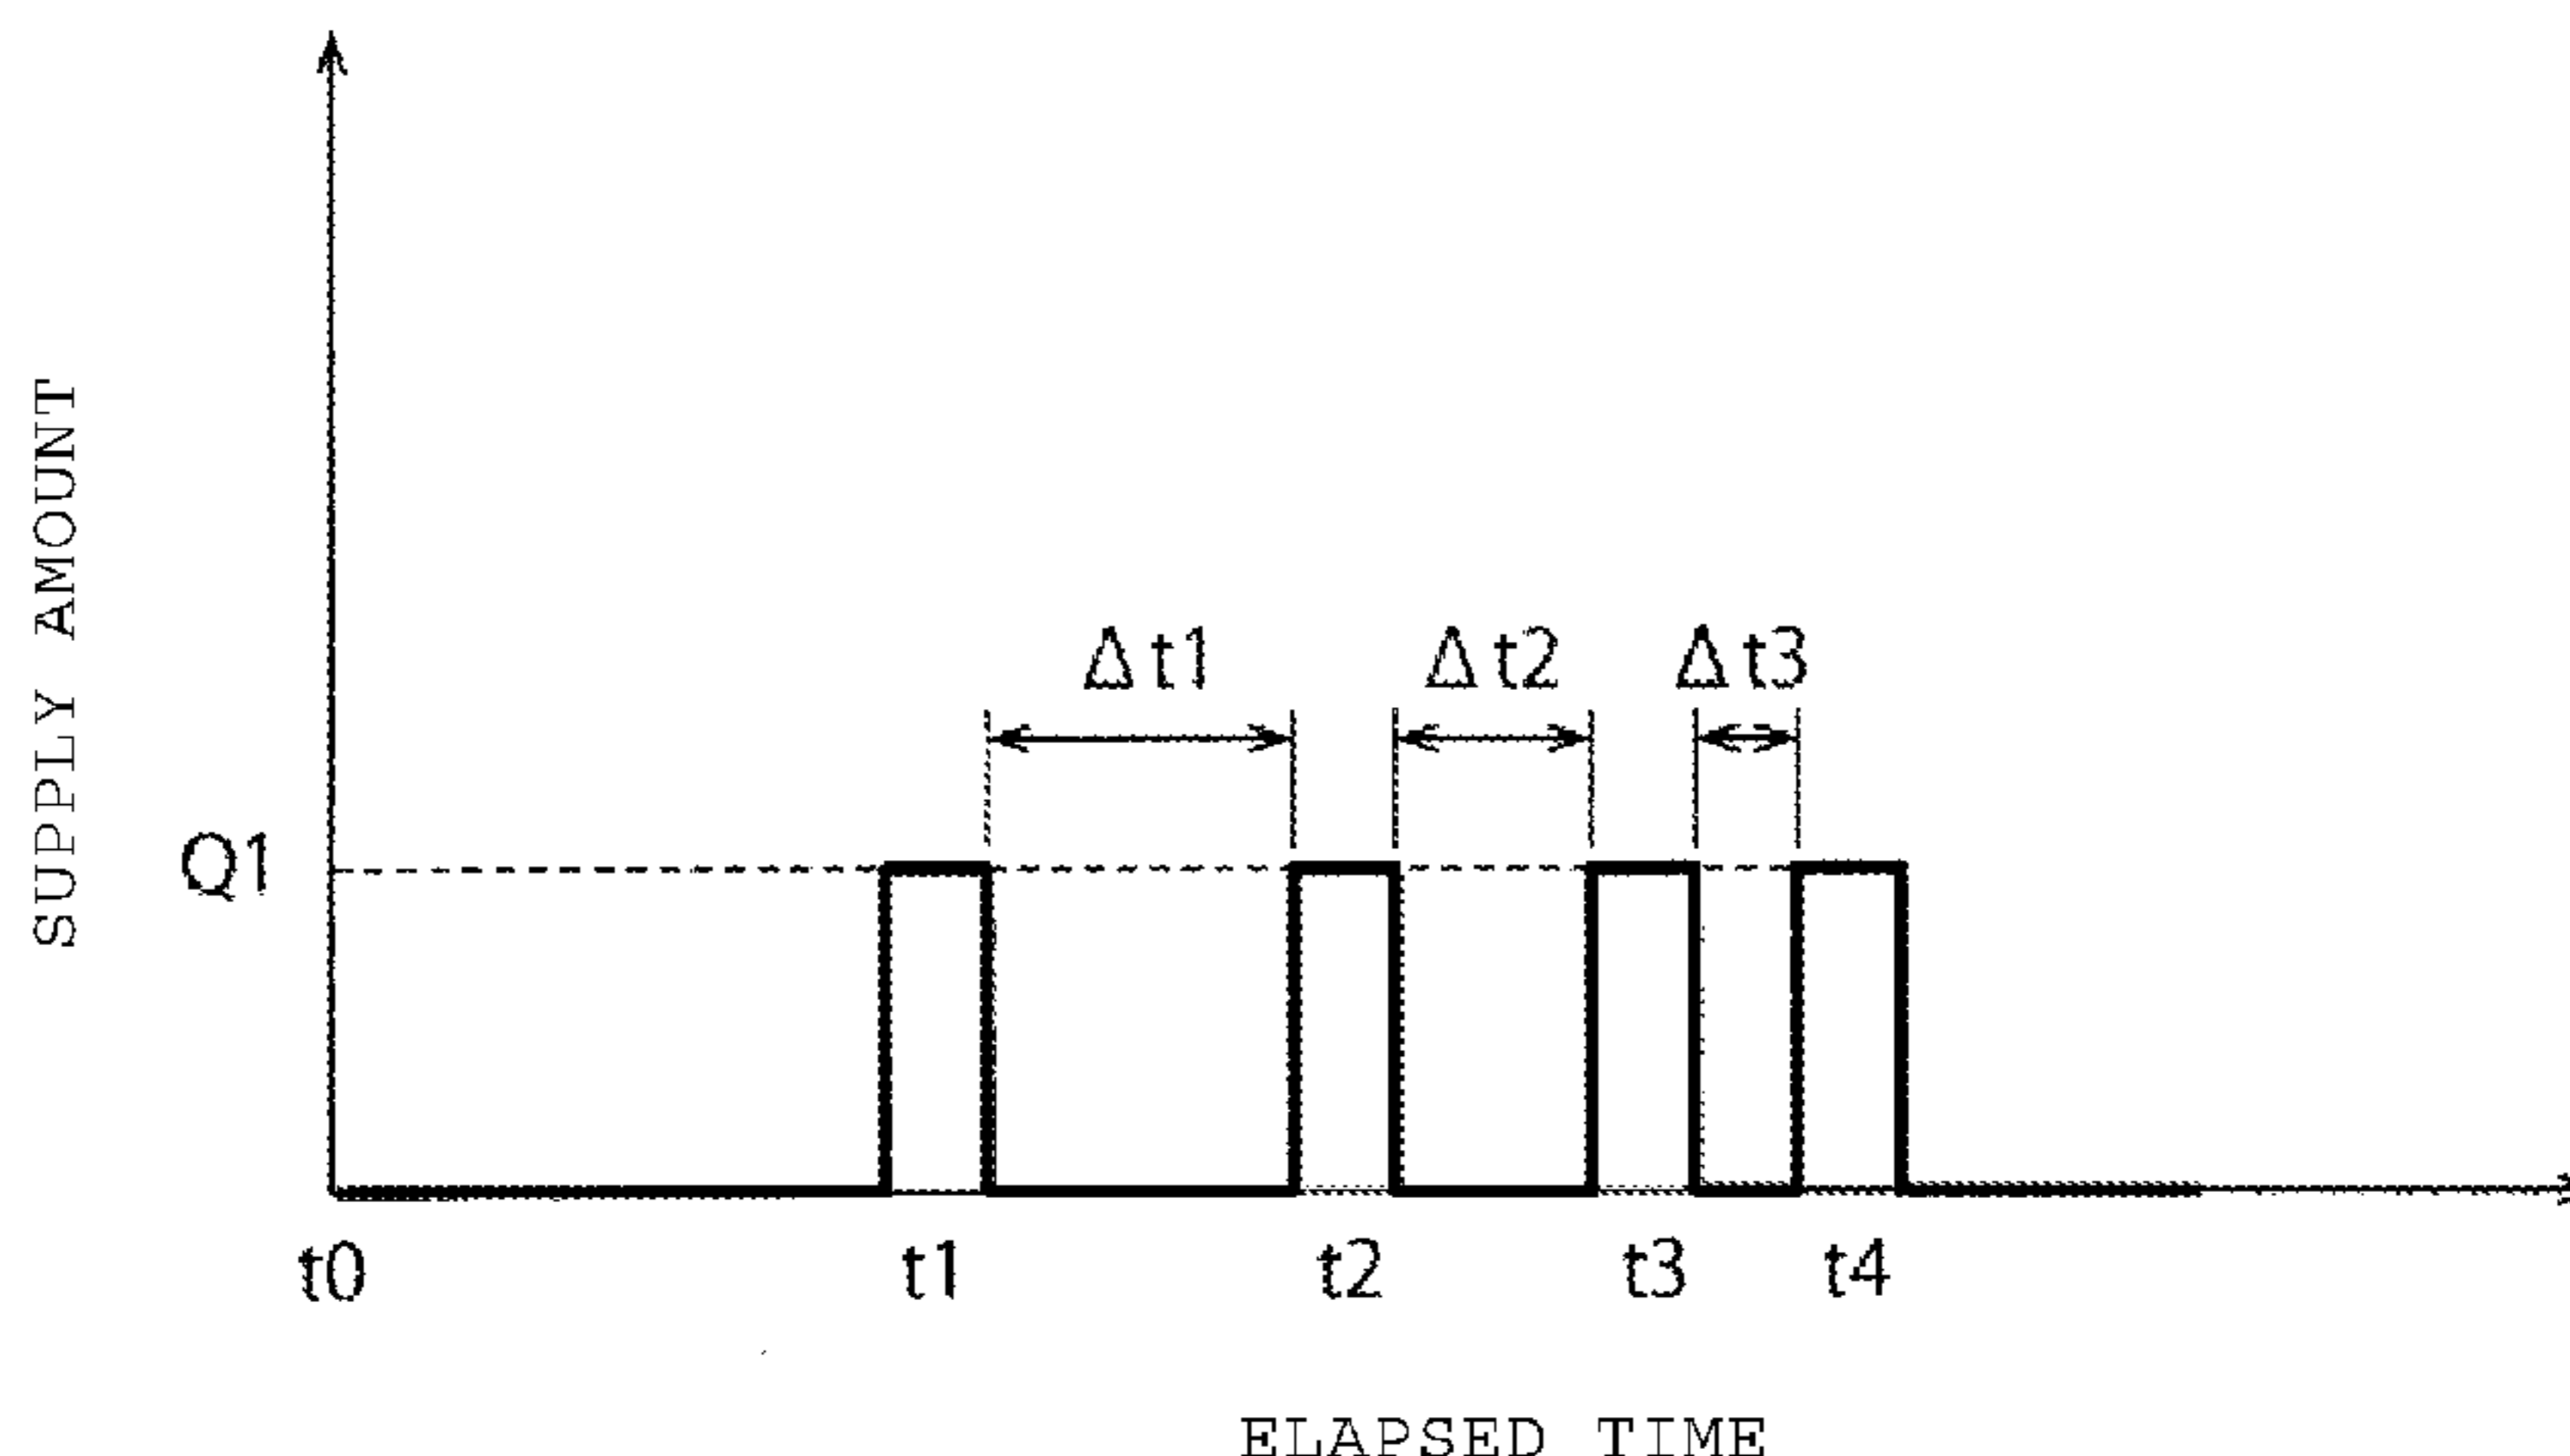 SUPPLY AMOUNT
Δt1 Δt2 Δt3
Q1
t0 t1 t2 t3 t4
ELAPSED TIME